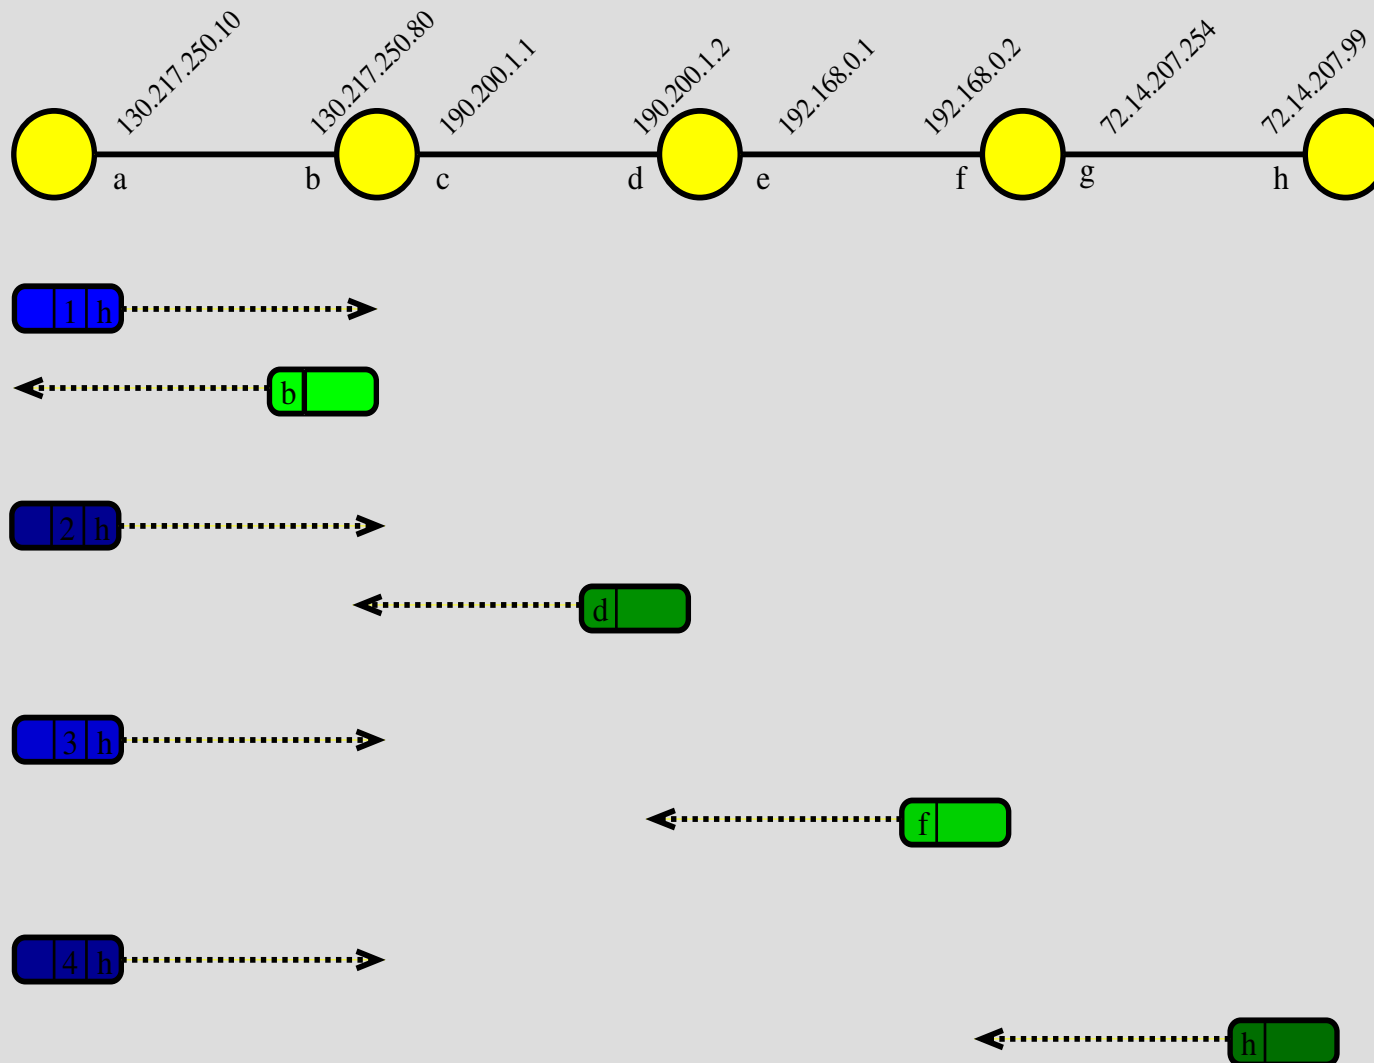 130.217.250.10
130.217.250.80
190.200.1.1
190.200.1.2
192.168.0.1
192.168.0.2
72.14.207.254
72.14.207.99
a
b
c
d
e
f
g
h
1 h
b
2 h
d
3 h
f
4 h
h